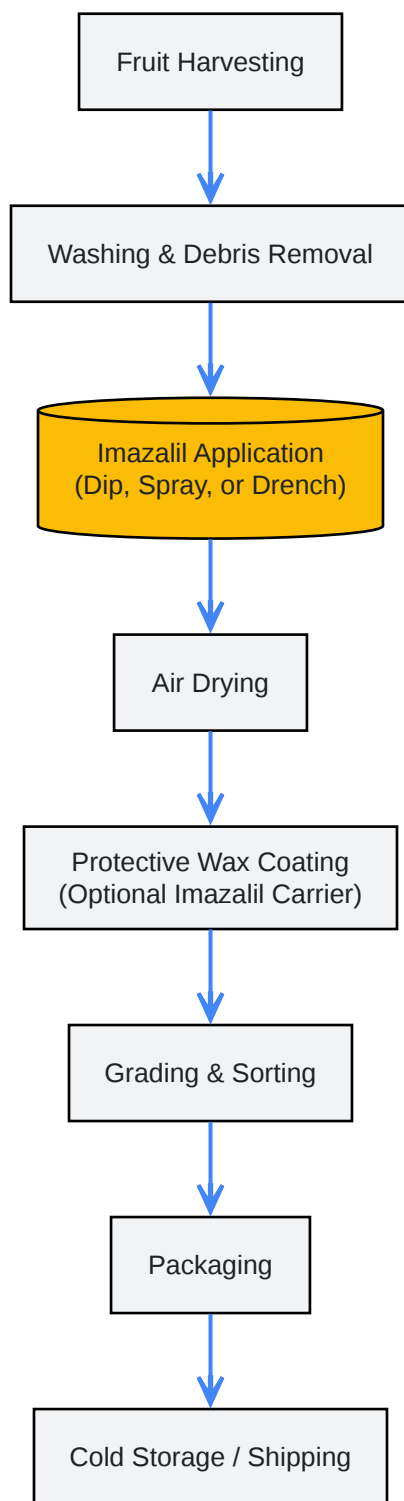 Fruit Harvesting
Washing & Debris Removal
Imazalil Application
(Dip, Spray, or Drench)
Air Drying
Protective Wax Coating
(Optional Imazalil Carrier)
Grading & Sorting
Packaging
Cold Storage / Shipping